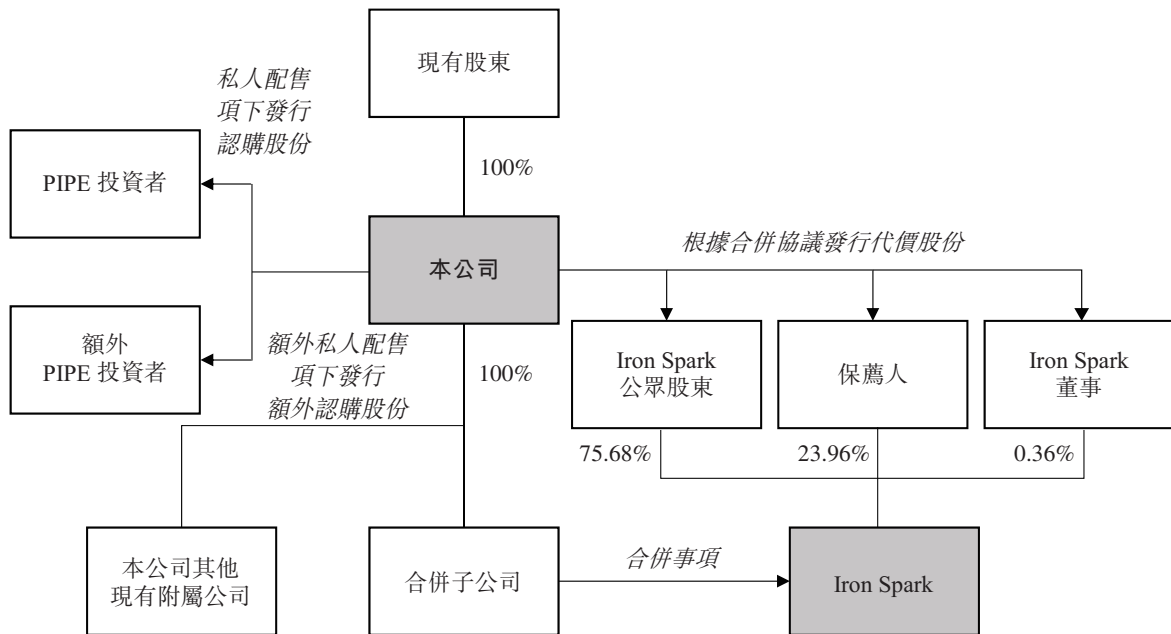 現有股東
私人配售
項下發行
認購股份
100%
PIPE 投資者
本公司
根據合併協議發行代價股份
額外
PIPE 投資者
額外私人配售
項下發行
額外認購股份
100%
Iron Spark
公眾股東
保薦人
Iron Spark
董事
75.68%
23.96%
0.36%
本公司其他
現有附屬公司
合併子公司
合併事項
Iron Spark